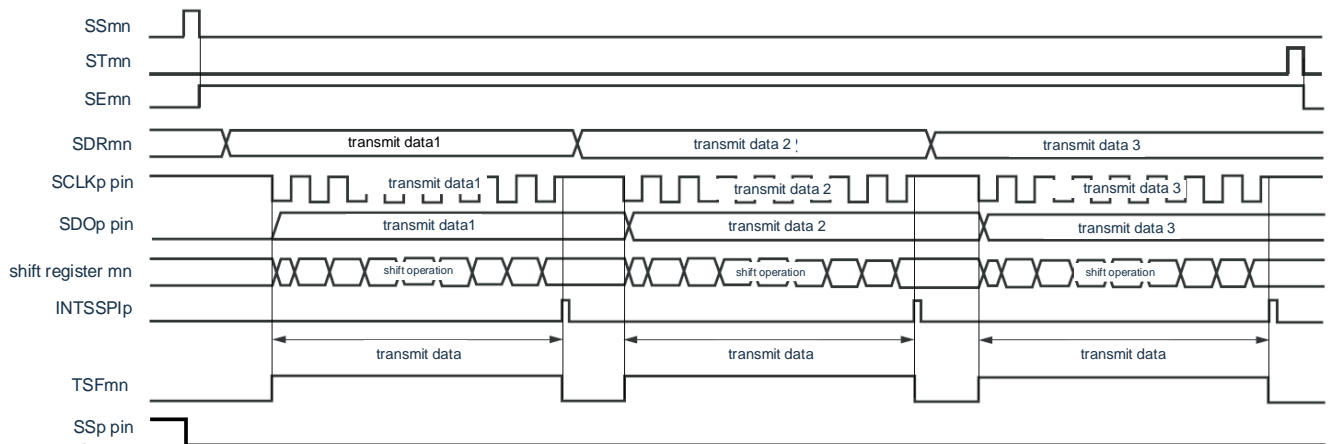 SSmn
STmn
SEmn
SDRmn transmit data1 transmit data 2 transmit data 3
SCLKp pin transmit data1 transmit data 2 transmit data 3
SDOp pin transmit data1 transmit data 2 transmit data 3
shift register mn shift operation shift operation shift operation
INTSSPIp
transmit data transmit data transmit data
TSFmn
SSp pin